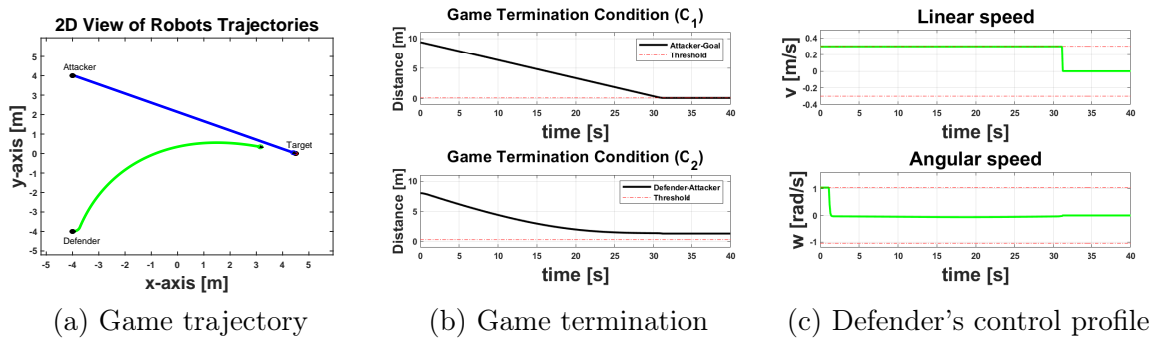 2D View of Robots Trajectories
y-axis [m]
5
4
3
2
1
0
-1
-2
-3
-4
-5
Attacker
Target
Defender
-5 -4 -3 -2 -1 0 1 2 3 4 5
x-axis [m]
(a) Game trajectory
Game Termination Condition (C1)
Distance [m]
10
5
0
Attacker-Goal
Threshold
0 5 10 15 20 25 30 35 40
time [s]
Game Termination Condition (C2)
Distance [m]
10
5
0
Defender-Attacker
Threshold
0 5 10 15 20 25 30 35 40
time [s]
(b) Game termination
Linear speed
v [m/s]
0.4
0.2
0
-0.2
-0.4
0 5 10 15 20 25 30 35 40
time [s]
Angular speed
w [rad/s]
1
0
-1
0 5 10 15 20 25 30 35 40
time [s]
(c) Defender's control profile